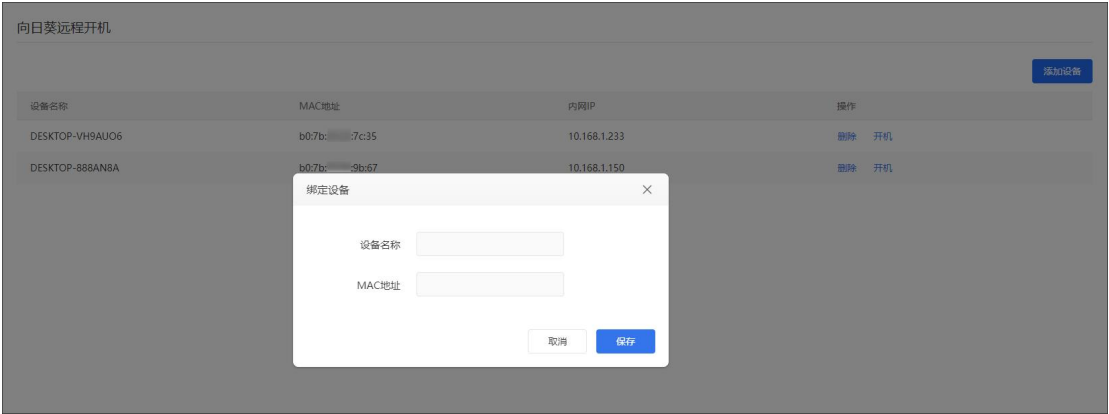 向日葵远程开机
添加设备
设备名称 MAC地址 内网IP 操作
DESKTOP-VH9AUO6 b0:7b: :7c:35 10.168.1.233 删除 开机
DESKTOP-888AN8A b0:7b: :9b:67 10.168.1.150 删除 开机
绑定设备
设备名称
MAC地址
取消 保存